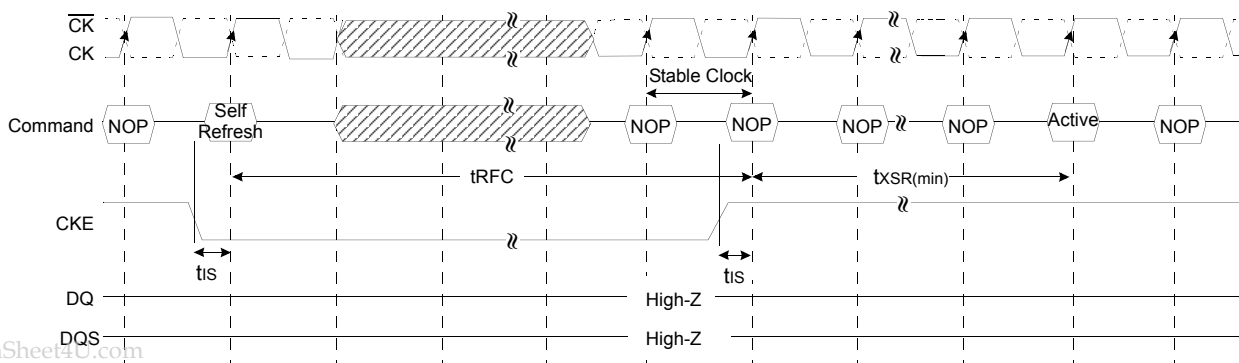 CK
CK
Stable Clock
Command NOP Self Refresh NOP NOP NOP NOP Active NOP
tRFC tXSR(min)
CKE
tIS tIS
DQ High-Z
DQS High-Z
Sheet4U.com